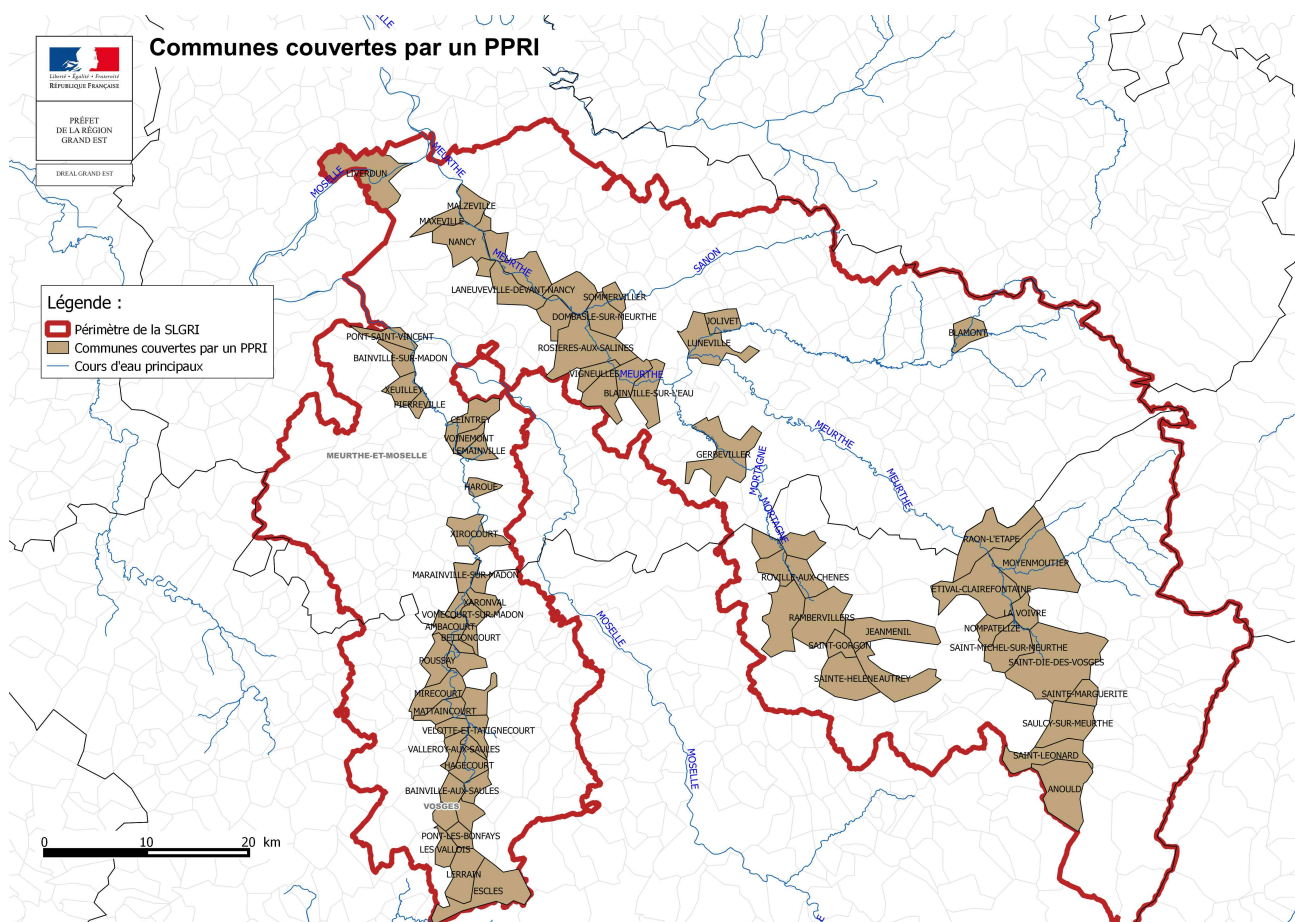 Communes couvertes par un PPRI
Liberté • Égalité • Fraternité
RÉPUBLIQUE FRANÇAISE
PRÉFET
DE LA RÉGION
GRAND EST
DREAL GRAND EST
MEURTHE
MOSELLE
LIVERDUN
MALZEVILLE
MAXEVILLE
NANCY
MEURTHE
SANON
LANEUVEVILLE-DEVANT-NANCY
SOMMERVILLER
DOMBASLE-SUR-MEURTHE
JOLIVET
BLAMONT
LUNEVILLE
ROSIERES-AUX-SALINES
VIGNEULLES
MEURTHE
BLAINVILLE-SUR-L'EAU
Légende :
Périmètre de la SLGRI
Communes couvertes par un PPRI
Cours d'eau principaux
PONT-SAINT-VINCENT
BAINVILLE-SUR-MADON
XEUILLEY
PIERREVILLE
CEINTREY
VOINEMONT
LEMAINVILLE
MEURTHE-ET-MOSELLE
HAROUE
XIROCOURT
GERBEVILLER
MEURTHE
MORTAGNE
MEURTHE
MORTAGNE
MARAINVILLE-SUR-MADON
XARONVAL
VOMECOURT-SUR-MADON
AMBACOURT
BETTONCOURT
POUSSAY
MIRECOURT
MATTAINCOURT
VELOTTE-ET-TATIGNECOURT
VALLEROY-AUX-SAULES
HAGECOURT
BAINVILLE-AUX-SAULES
VOSGES
PONT-LES-BONFAYS
LES VALLOIS
LERRAIN
ESCLES
MOSELLE
MOSELLE
ROVILLE-AUX-CHENES
RAMBERVILLERS
JEANMENIL
SAINT-GORGON
SAINTE-HELENE
AUTREY
RAON-L'ETAPE
MOYENMOUTIER
ETIVAL-CLAIREFONTAINE
LA VOIVRE
NOMPATELIZE
SAINT-MICHEL-SUR-MEURTHE
SAINT-DIE-DES-VOSGES
SAINTE-MARGUERITE
SAULCY-SUR-MEURTHE
SAINT-LEONARD
ANOULD
0 10 20 km